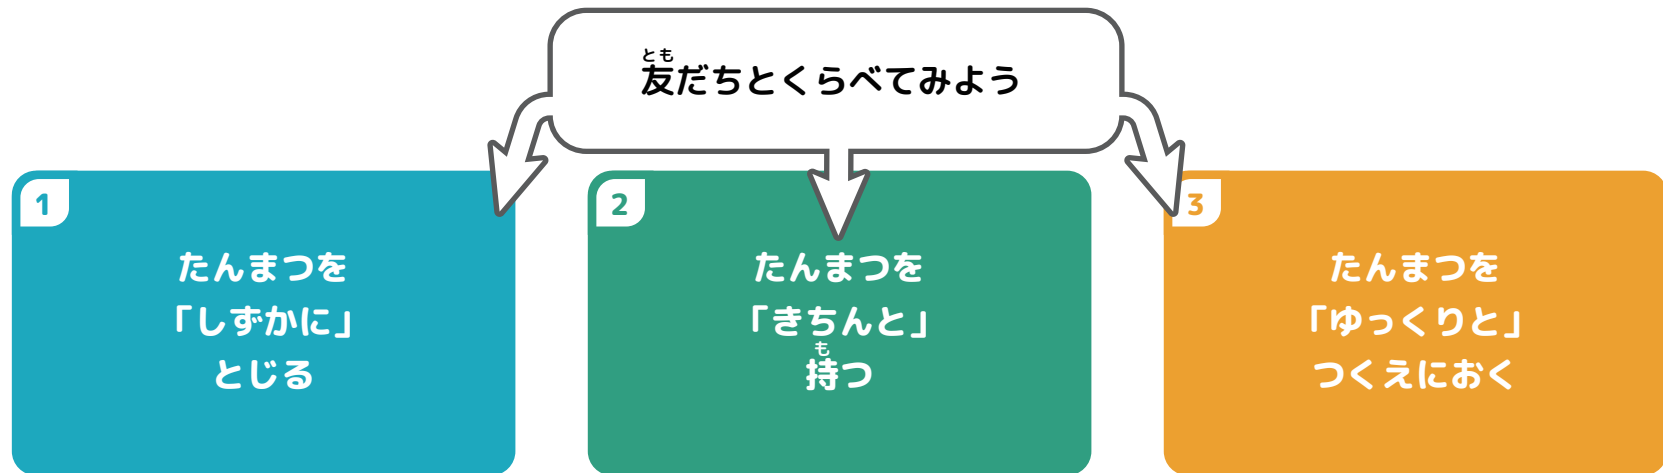 とも
友だちとくらべてみよう
1
たんまつを
「しずかに」
とじる
2
たんまつを
「きちんと」
も
持つ
3
たんまつを
「ゆっくりと」
つくえにおく